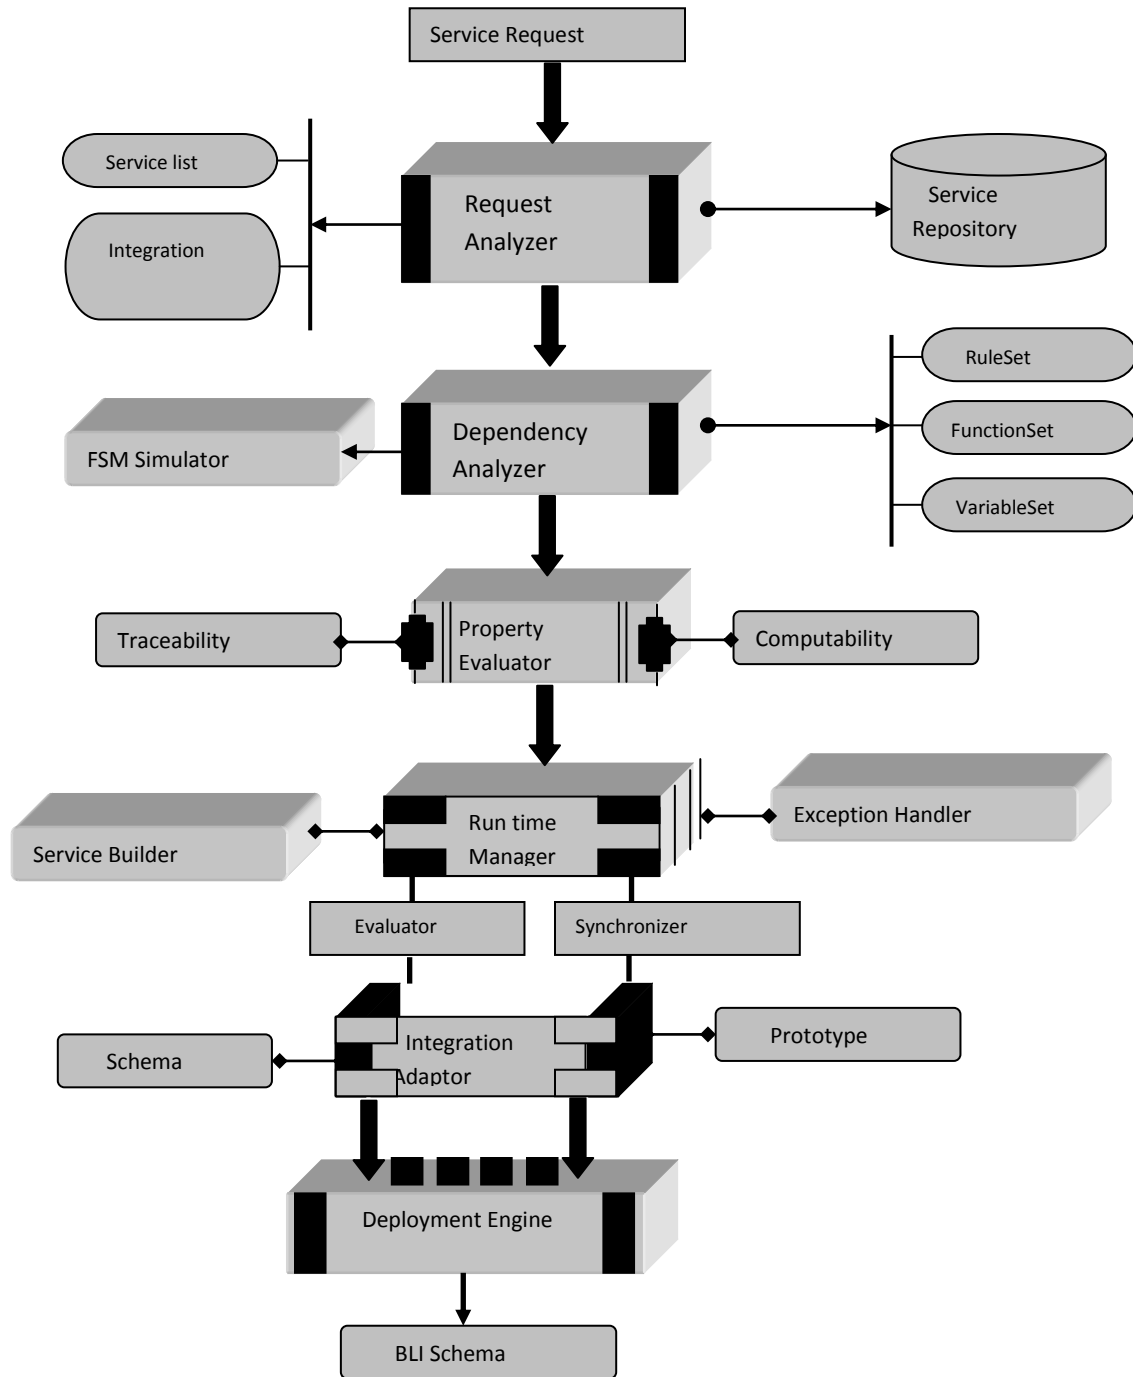 Service Request
Service list
Request
Analyzer
Service
Repository
Integration
RuleSet
Dependency
Analyzer
FunctionSet
FSM Simulator
VariableSet
Traceability
Property
Evaluator
Computability
Run time
Manager
Exception Handler
Service Builder
Evaluator
Synchronizer
Integration
Adaptor
Prototype
Schema
Deployment Engine
BLI Schema